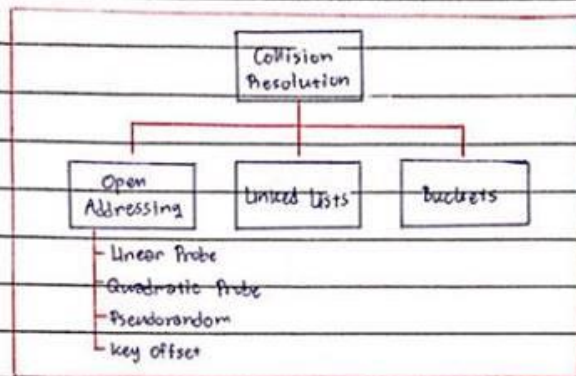 Collision
Resolution
Open
Addressing
Linked Lists
Buckets
Linear Probe
Quadratic Probe
Pseudorandom
Key Offset